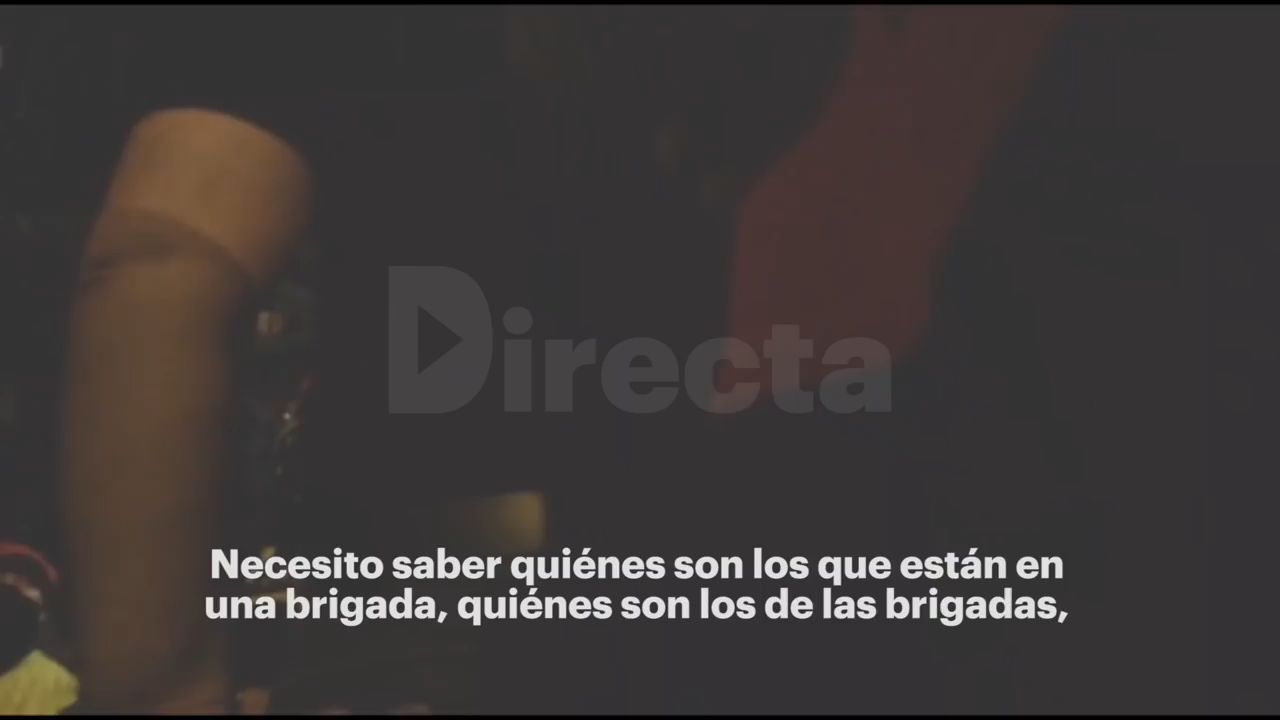 Directa
Necesito saber quiénes son los que están en
una brigada, quiénes son los de las brigadas,